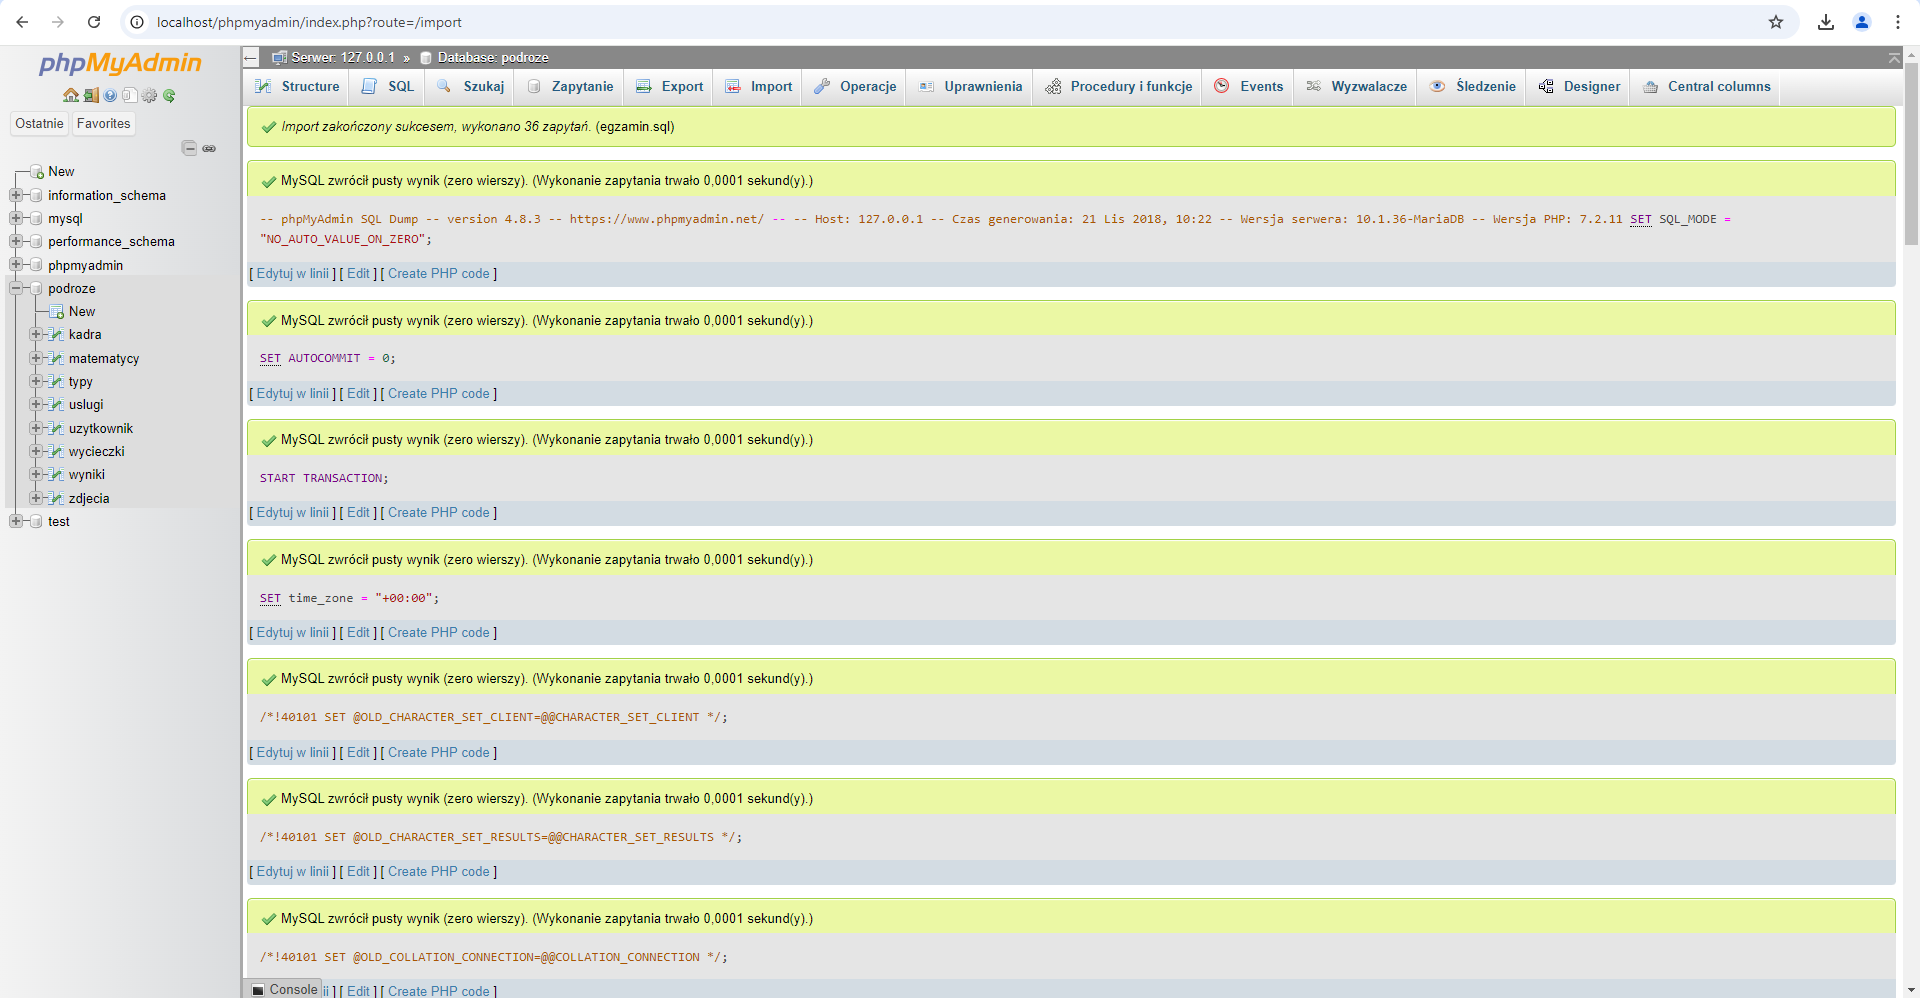 localhost/phpmyadmin/index.php?route=/import
phpMyAdmin
Ostatnie Favorites
New
information_schema
mysql
performance_schema
phpmyadmin
podroze
New
kadra
matematycy
typy
uslugi
uzytkownik
wycieczki
wyniki
zdjecia
test
Serwer: 127.0.0.1 » Database: podroze
Structure SQL Szukaj Zapytanie Export Import Operacje Uprawnienia Procedury i funkcje Events Wyzwalacze Śledzenie Designer Central columns
Import zakończony sukcesem, wykonano 36 zapytań. (egzamin.sql)
MySQL zwrócił pusty wynik (zero wierszy). (Wykonanie zapytania trwało 0,0001 sekund(y).)
-- phpMyAdmin SQL Dump -- version 4.8.3 -- https://www.phpmyadmin.net/ -- -- Host: 127.0.0.1 -- Czas generowania: 21 Lis 2018, 10:22 -- Wersja serwera: 10.1.36-MariaDB -- Wersja PHP: 7.2.11 SET SQL_MODE =
"NO_AUTO_VALUE_ON_ZERO";
[ Edytuj w linii ] [ Edit ] [ Create PHP code ]
MySQL zwrócił pusty wynik (zero wierszy). (Wykonanie zapytania trwało 0,0001 sekund(y).)
SET AUTOCOMMIT = 0;
[ Edytuj w linii ] [ Edit ] [ Create PHP code ]
MySQL zwrócił pusty wynik (zero wierszy). (Wykonanie zapytania trwało 0,0001 sekund(y).)
START TRANSACTION;
[ Edytuj w linii ] [ Edit ] [ Create PHP code ]
MySQL zwrócił pusty wynik (zero wierszy). (Wykonanie zapytania trwało 0,0001 sekund(y).)
SET time_zone = "+00:00";
[ Edytuj w linii ] [ Edit ] [ Create PHP code ]
MySQL zwrócił pusty wynik (zero wierszy). (Wykonanie zapytania trwało 0,0001 sekund(y).)
/*!40101 SET @OLD_CHARACTER_SET_CLIENT=@@CHARACTER_SET_CLIENT */;
[ Edytuj w linii ] [ Edit ] [ Create PHP code ]
MySQL zwrócił pusty wynik (zero wierszy). (Wykonanie zapytania trwało 0,0001 sekund(y).)
/*!40101 SET @OLD_CHARACTER_SET_RESULTS=@@CHARACTER_SET_RESULTS */;
[ Edytuj w linii ] [ Edit ] [ Create PHP code ]
MySQL zwrócił pusty wynik (zero wierszy). (Wykonanie zapytania trwało 0,0001 sekund(y).)
/*!40101 SET @OLD_COLLATION_CONNECTION=@@COLLATION_CONNECTION */;
Console ii ] [ Edit ] [ Create PHP code ]